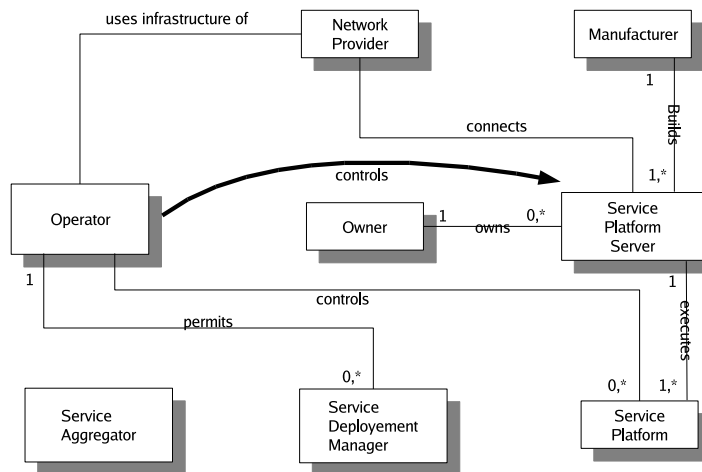 uses infrastructure of
Network
Provider
Manufacturer
1
Builds
connects
1,*
controls
Operator
Owner
1
owns
0,*
Service
Platform
Server
1
1
controls
executes
permits
0,*
0,*
1,*
Service
Aggregator
Service
Deployement
Manager
Service
Platform